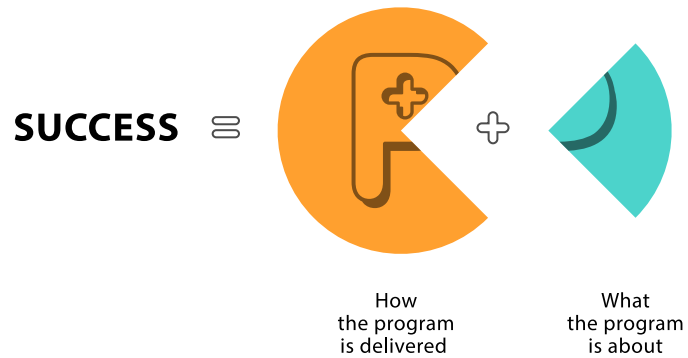 SUCCESS
How
the program
is delivered
What
the program
is about